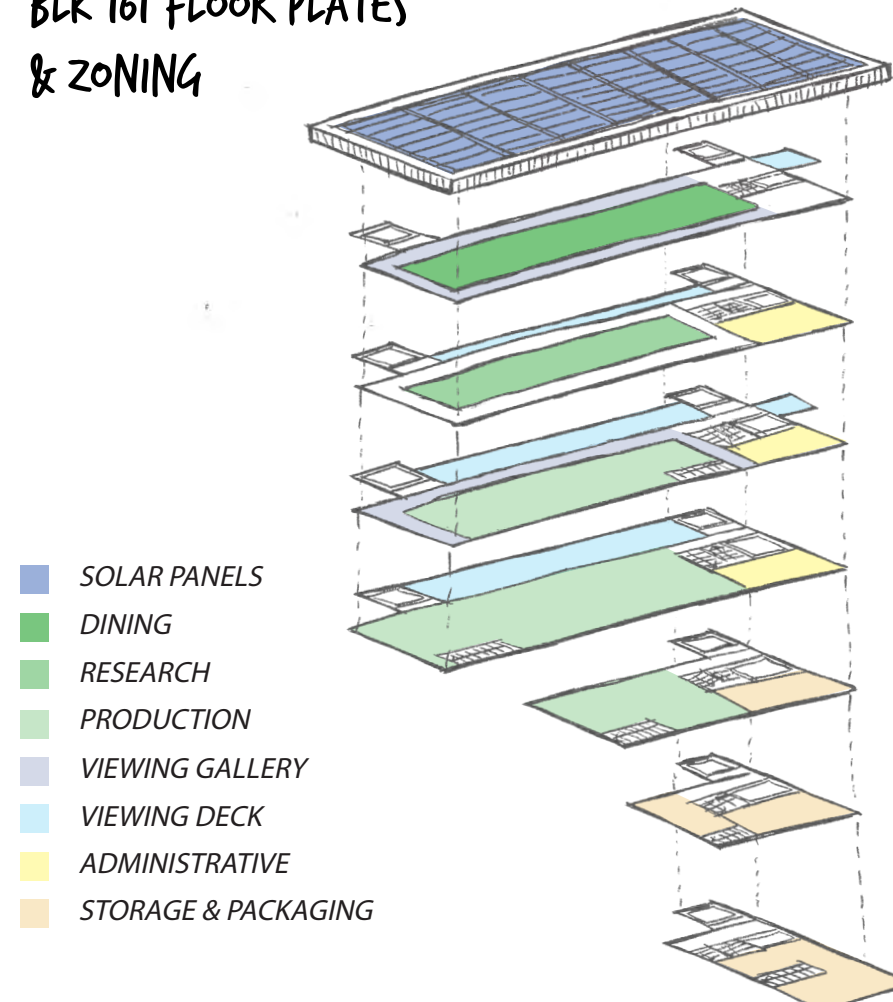 BLK 161 FLOOR PLATES
& ZONING
SOLAR PANELS
DINING
RESEARCH
PRODUCTION
VIEWING GALLERY
VIEWING DECK
ADMINISTRATIVE
STORAGE & PACKAGING